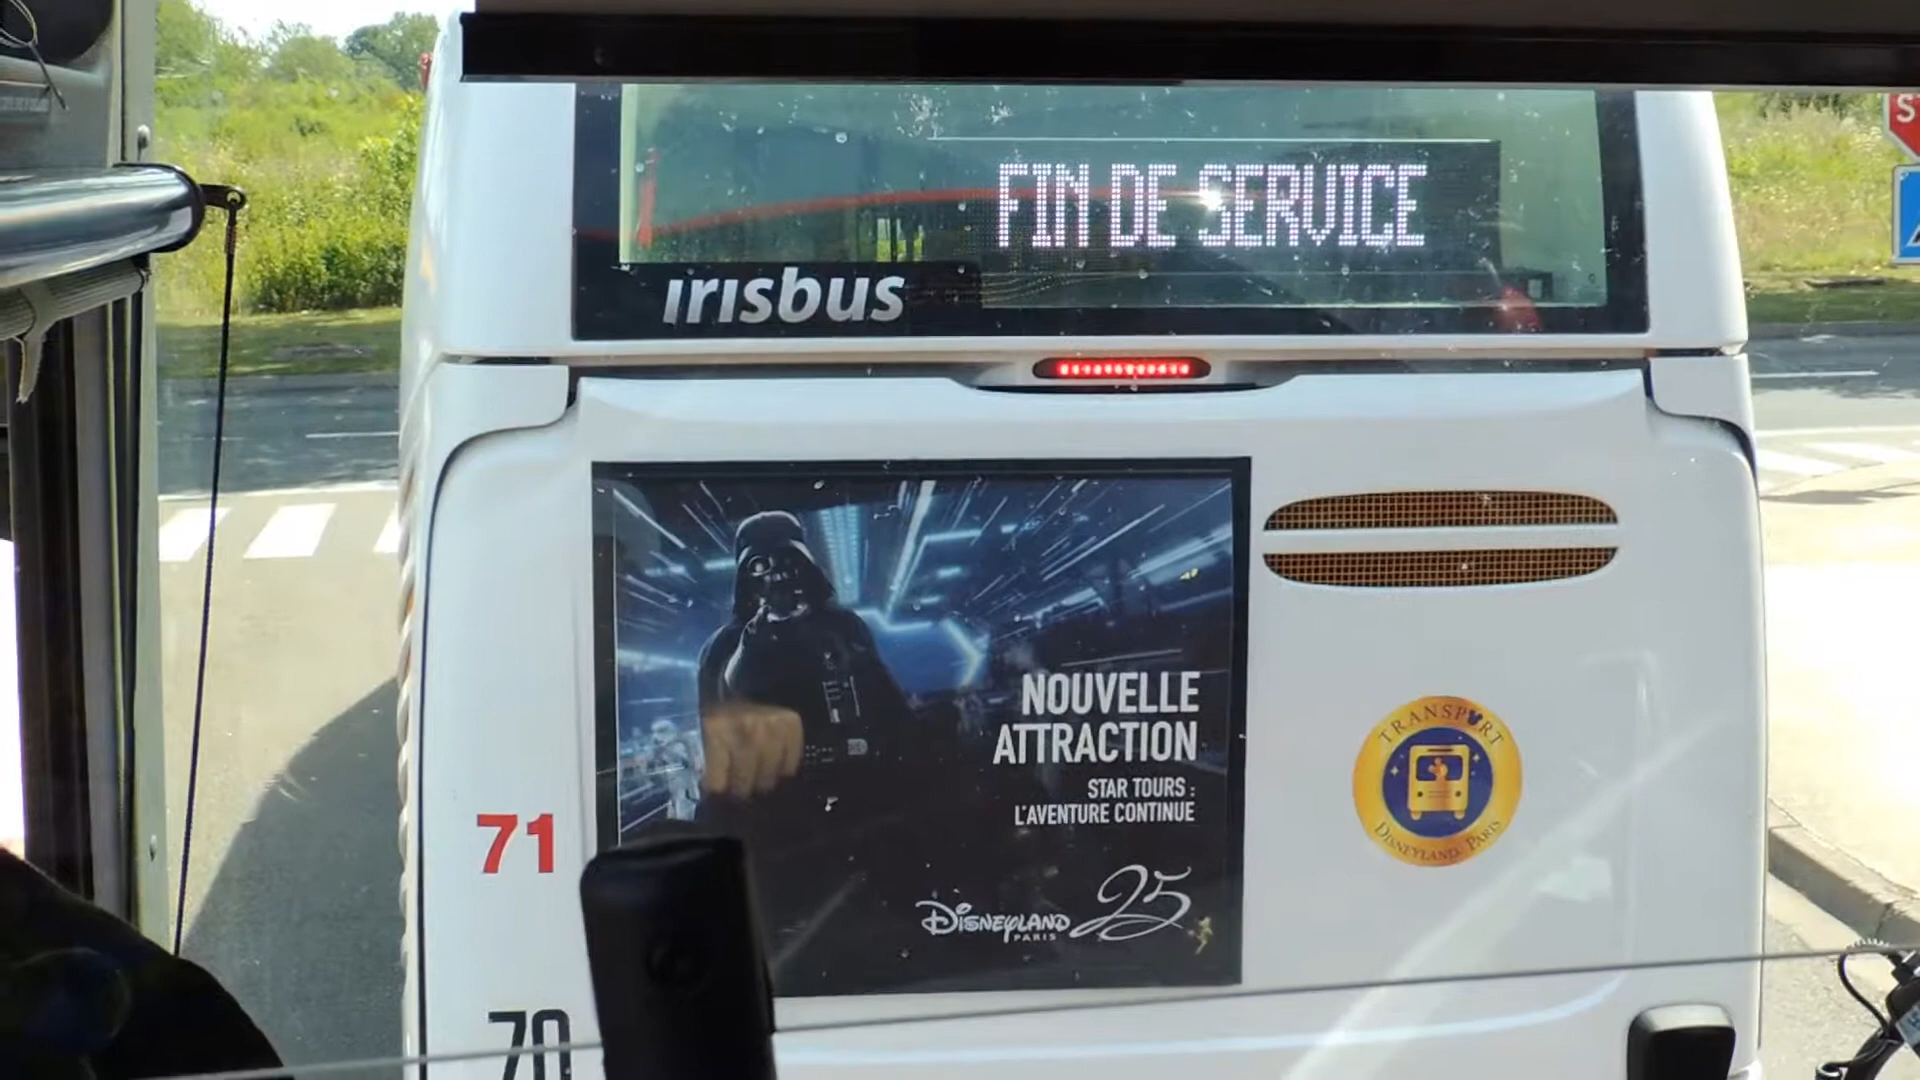 FIN DE SERVICE
irisbus
NOUVELLE
ATTRACTION
STAR TOURS :
L'AVENTURE CONTINUE
DISNEYLAND 25
PARIS
TRANSPORT
DISNEYLAND PARIS
71
70